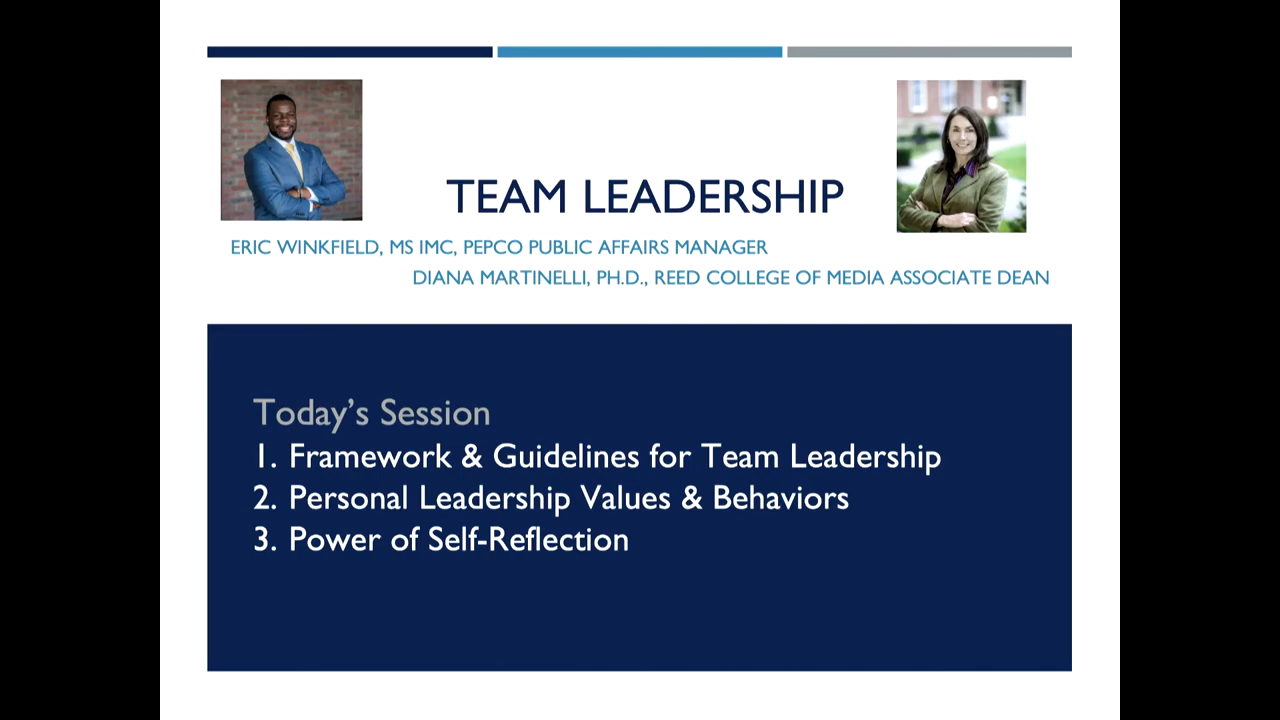 TEAM LEADERSHIP
ERIC WINKFIELD, MS IMC, PEPCO PUBLIC AFFAIRS MANAGER
DIANA MARTINELLI, PH.D., REED COLLEGE OF MEDIA ASSOCIATE DEAN
Today’s Session
1. Framework & Guidelines for Team Leadership
2. Personal Leadership Values & Behaviors
3. Power of Self-Reflection